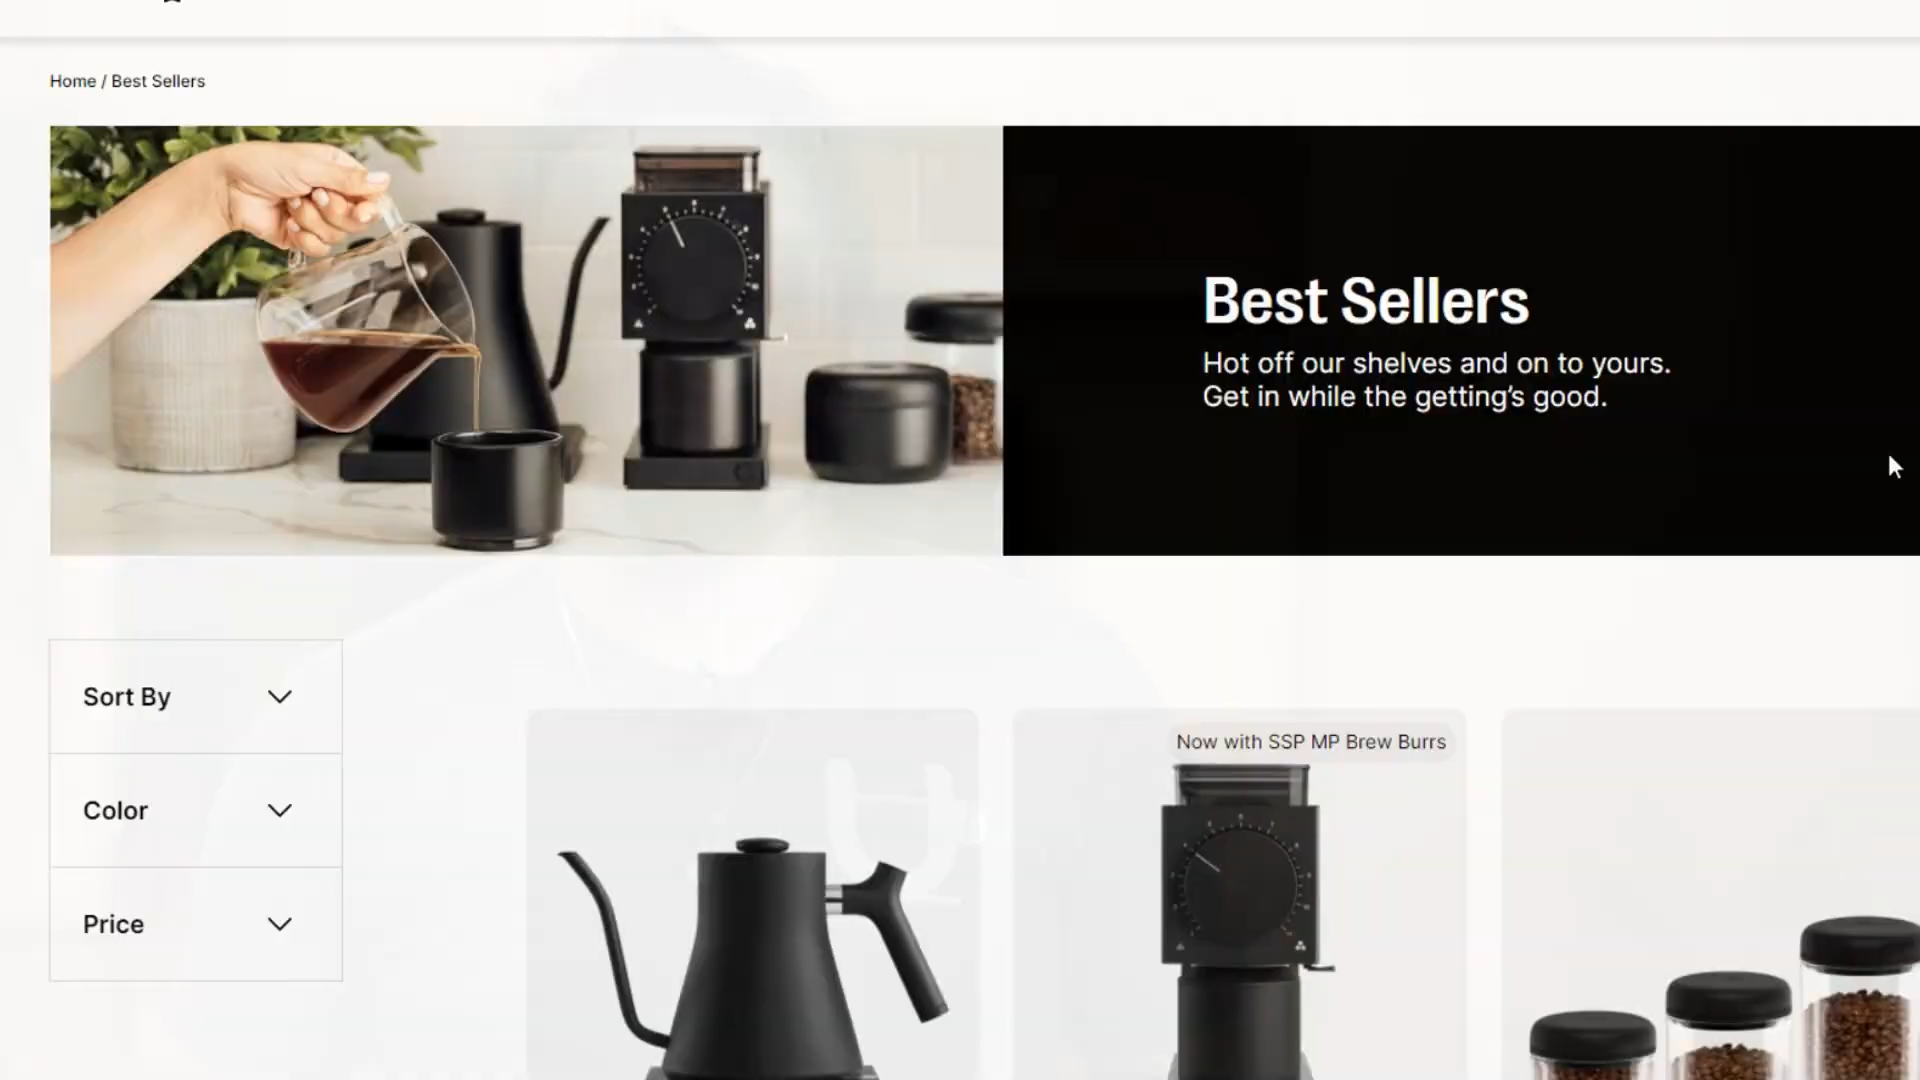 Home / Best Sellers
Best Sellers
Hot off our shelves and on to yours.
Get in while the getting’s good.
Sort By
Color
Price
Now with SSP MP Brew Burrs